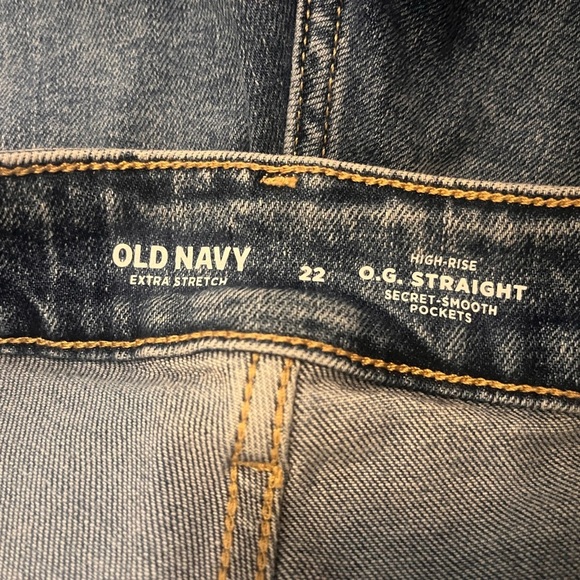 OLD NAVY
EXTRA STRETCH
22
HIGH-RISE
O.G. STRAIGHT
SECRET-SMOOTH
POCKETS